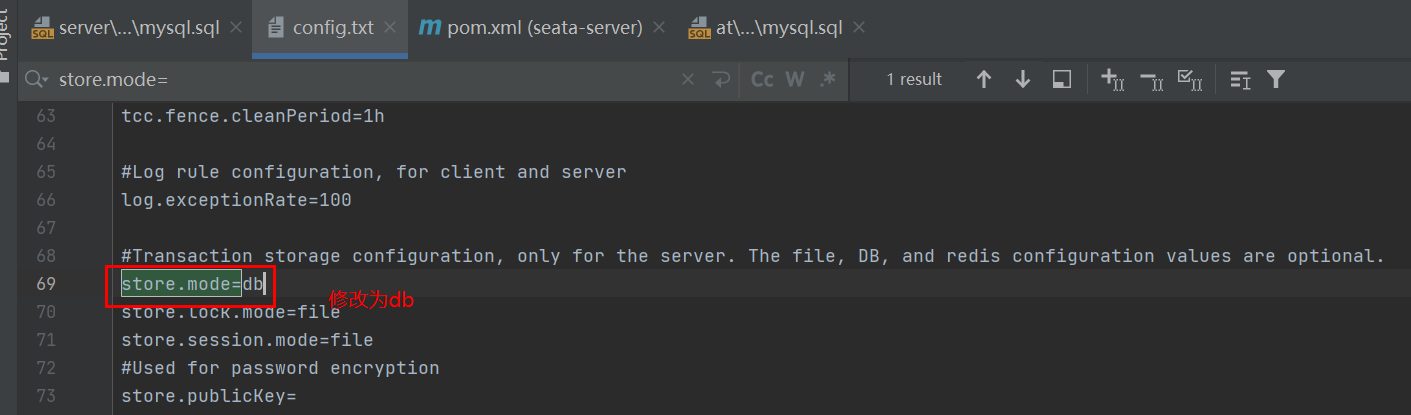 Project
server\...\mysql.sql config.txt pom.xml (seata-server) at\...\mysql.sql
store.mode= Cc W .* 1 result
63 tcc.fence.cleanPeriod=1h
64
65 #Log rule configuration, for client and server
66 log.exceptionRate=100
67
68 #Transaction storage configuration, only for the server. The file, DB, and redis configuration values are optional.
69 store.mode=db
修改为db
70 store.lock.mode=file
71 store.session.mode=file
72 #Used for password encryption
73 store.publicKey=